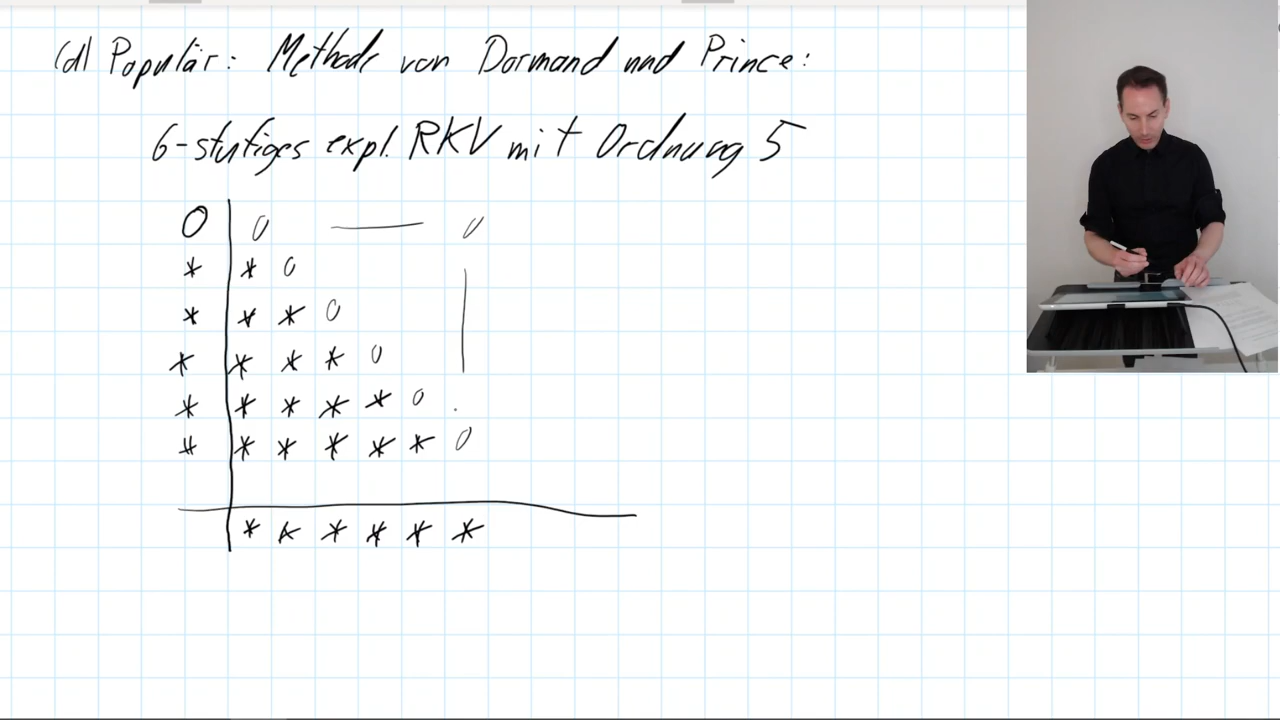 (d) Populär: Methode von Dormand und Prince:
6-stufiges expl. RKV mit Ordnung 5
0 | 0 —— 0
* | * 0
* | * * 0
* | * * * 0
* | * * * * 0
* | * * * * * 0
| * * * * * *